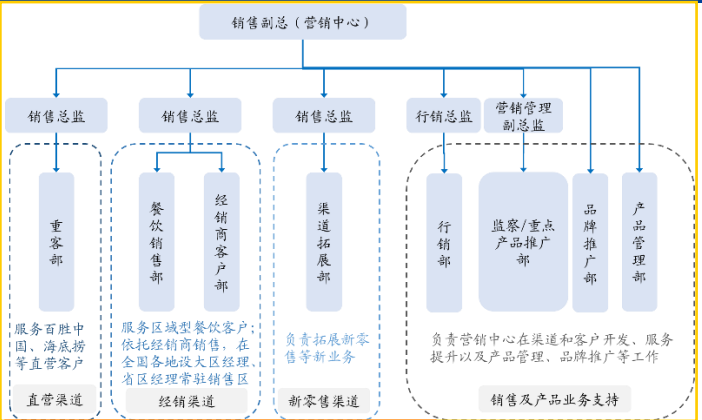 销售副总（营销中心）
销售总监
销售总监
销售总监
行销总监
营销管理
副总监
重客部
餐饮销售部
经销商客户部
渠道拓展部
行销部
监察/重点
产品推广
部
品牌推广部
产品管理部
服务百胜中
国、海底捞
等直营客户
服务区域型餐饮客户；
依托经销商销售，在
全国各地设大区经理、
省区经理常驻销售区
负责拓展新零
售等新业务
负责营销中心在渠道和客户开发、服务
提升以及产品管理、品牌推广等工作
直营渠道
经销渠道
新零售渠道
销售及产品业务支持